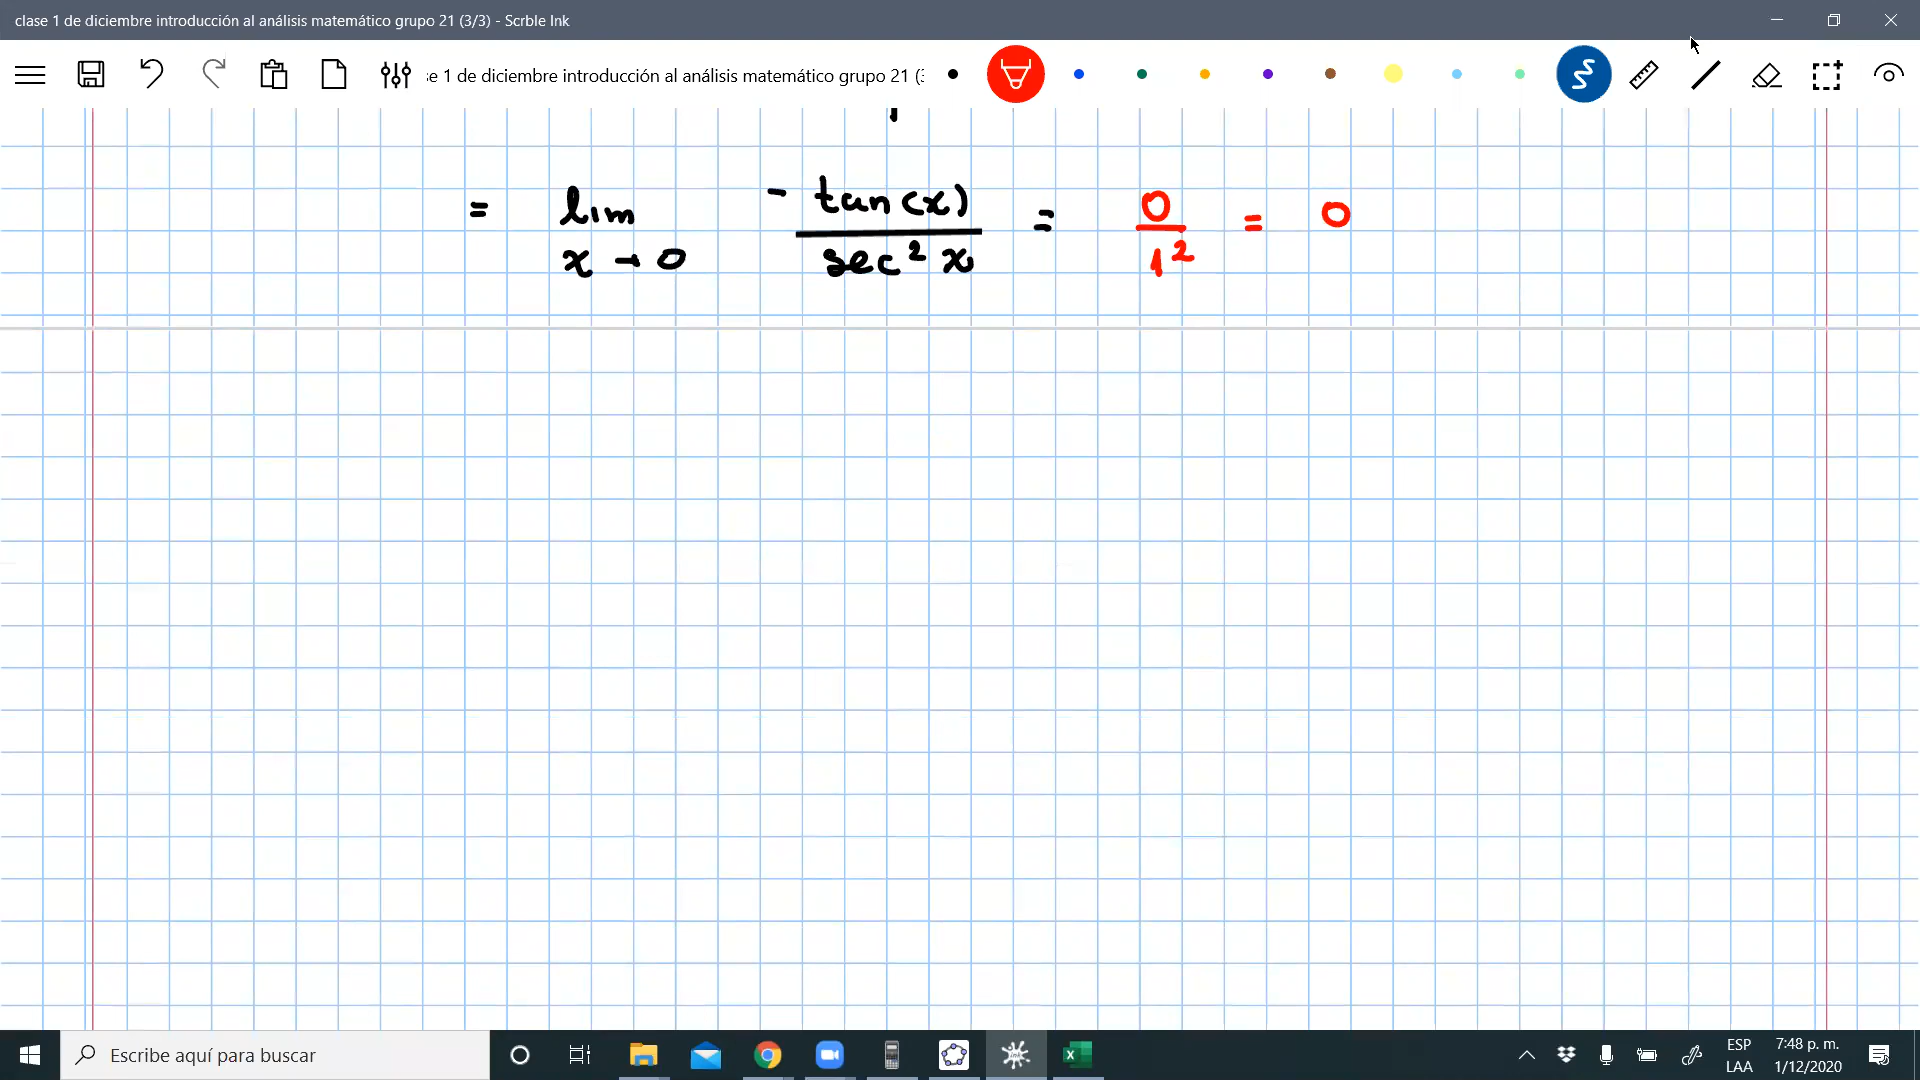 clase 1 de diciembre introducción al análisis matemático grupo 21 (3/3) - Scrble Ink
e 1 de diciembre introducción al análisis matemático grupo 21 (3
= lim x → 0 - tan(x) / sec² x = 0 / 1² = 0
Escribe aquí para buscar
ESP
LAA
7:48 p. m.
1/12/2020